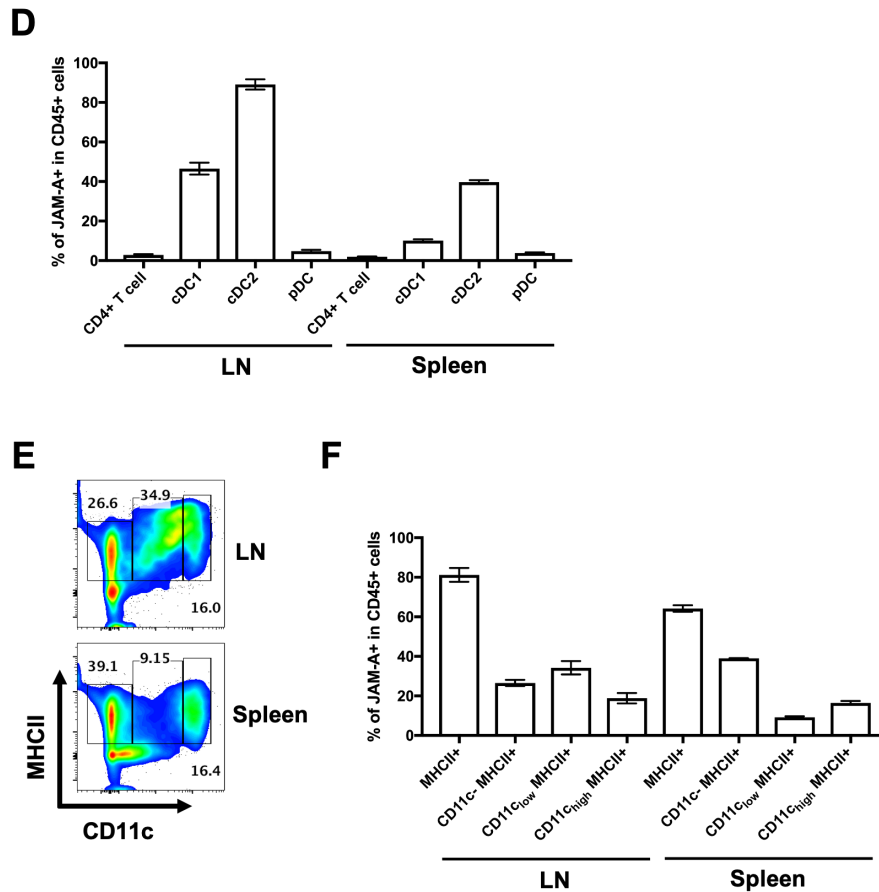 D
% of JAM-A+ in CD45+ cells
100
80
60
40
20
0
CD4+ T cell
cDC1
cDC2
pDC
CD4+ T cell
cDC1
cDC2
pDC
LN
Spleen
E
26.6
34.9
16.0
LN
39.1
9.15
16.4
Spleen
MHCII
CD11c
F
% of JAM-A+ in CD45+ cells
100
80
60
40
20
0
MHCII+
CD11c- MHCII+
CD11clow MHCII+
CD11chigh MHCII+
MHCII+
CD11c- MHCII+
CD11clow MHCII+
CD11chigh MHCII+
LN
Spleen